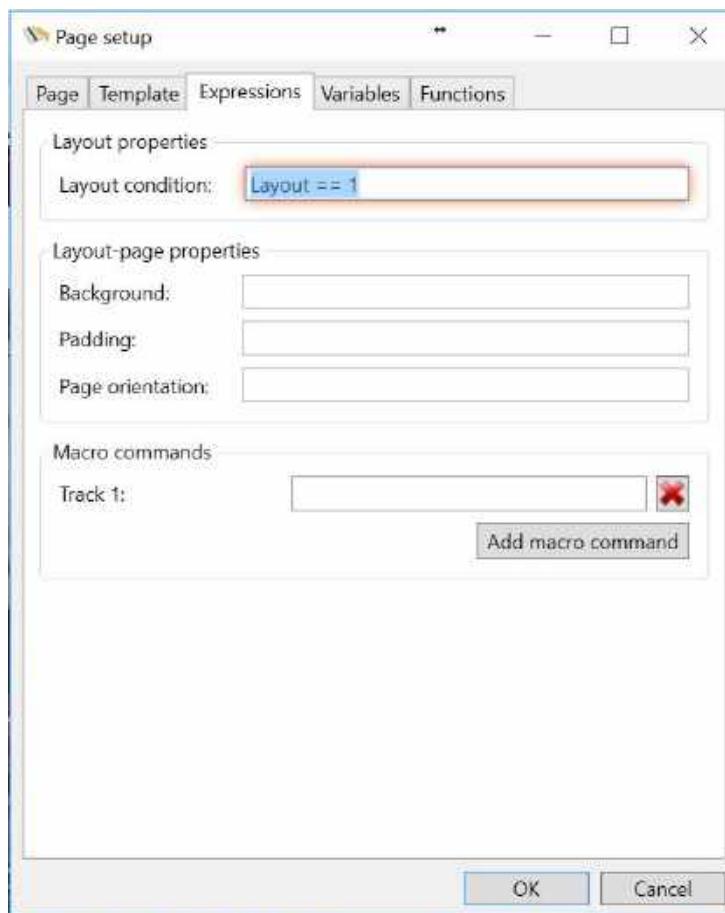 Page setup
Page Template Expressions Variables Functions
Layout properties
Layout condition: Layout == 1
Layout-page properties
Background:
Padding:
Page orientation:
Macro commands
Track 1:
Add macro command
OK Cancel